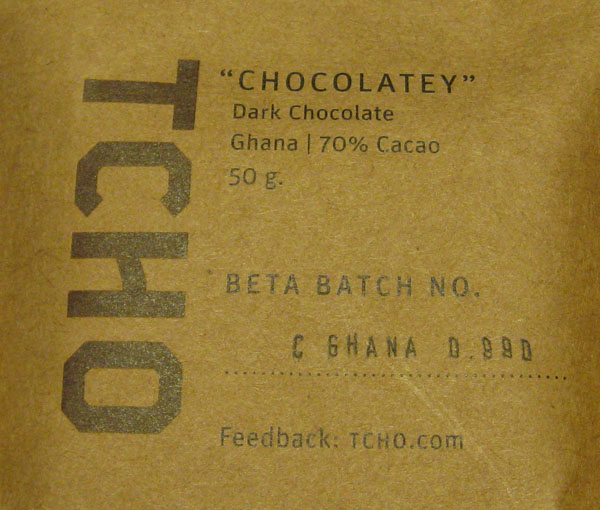 TCHO
“CHOCOLATEY”
Dark Chocolate
Ghana | 70% Cacao
50 g.
BETA BATCH NO.
C GHANA 0.99D
Feedback: TCHO.com